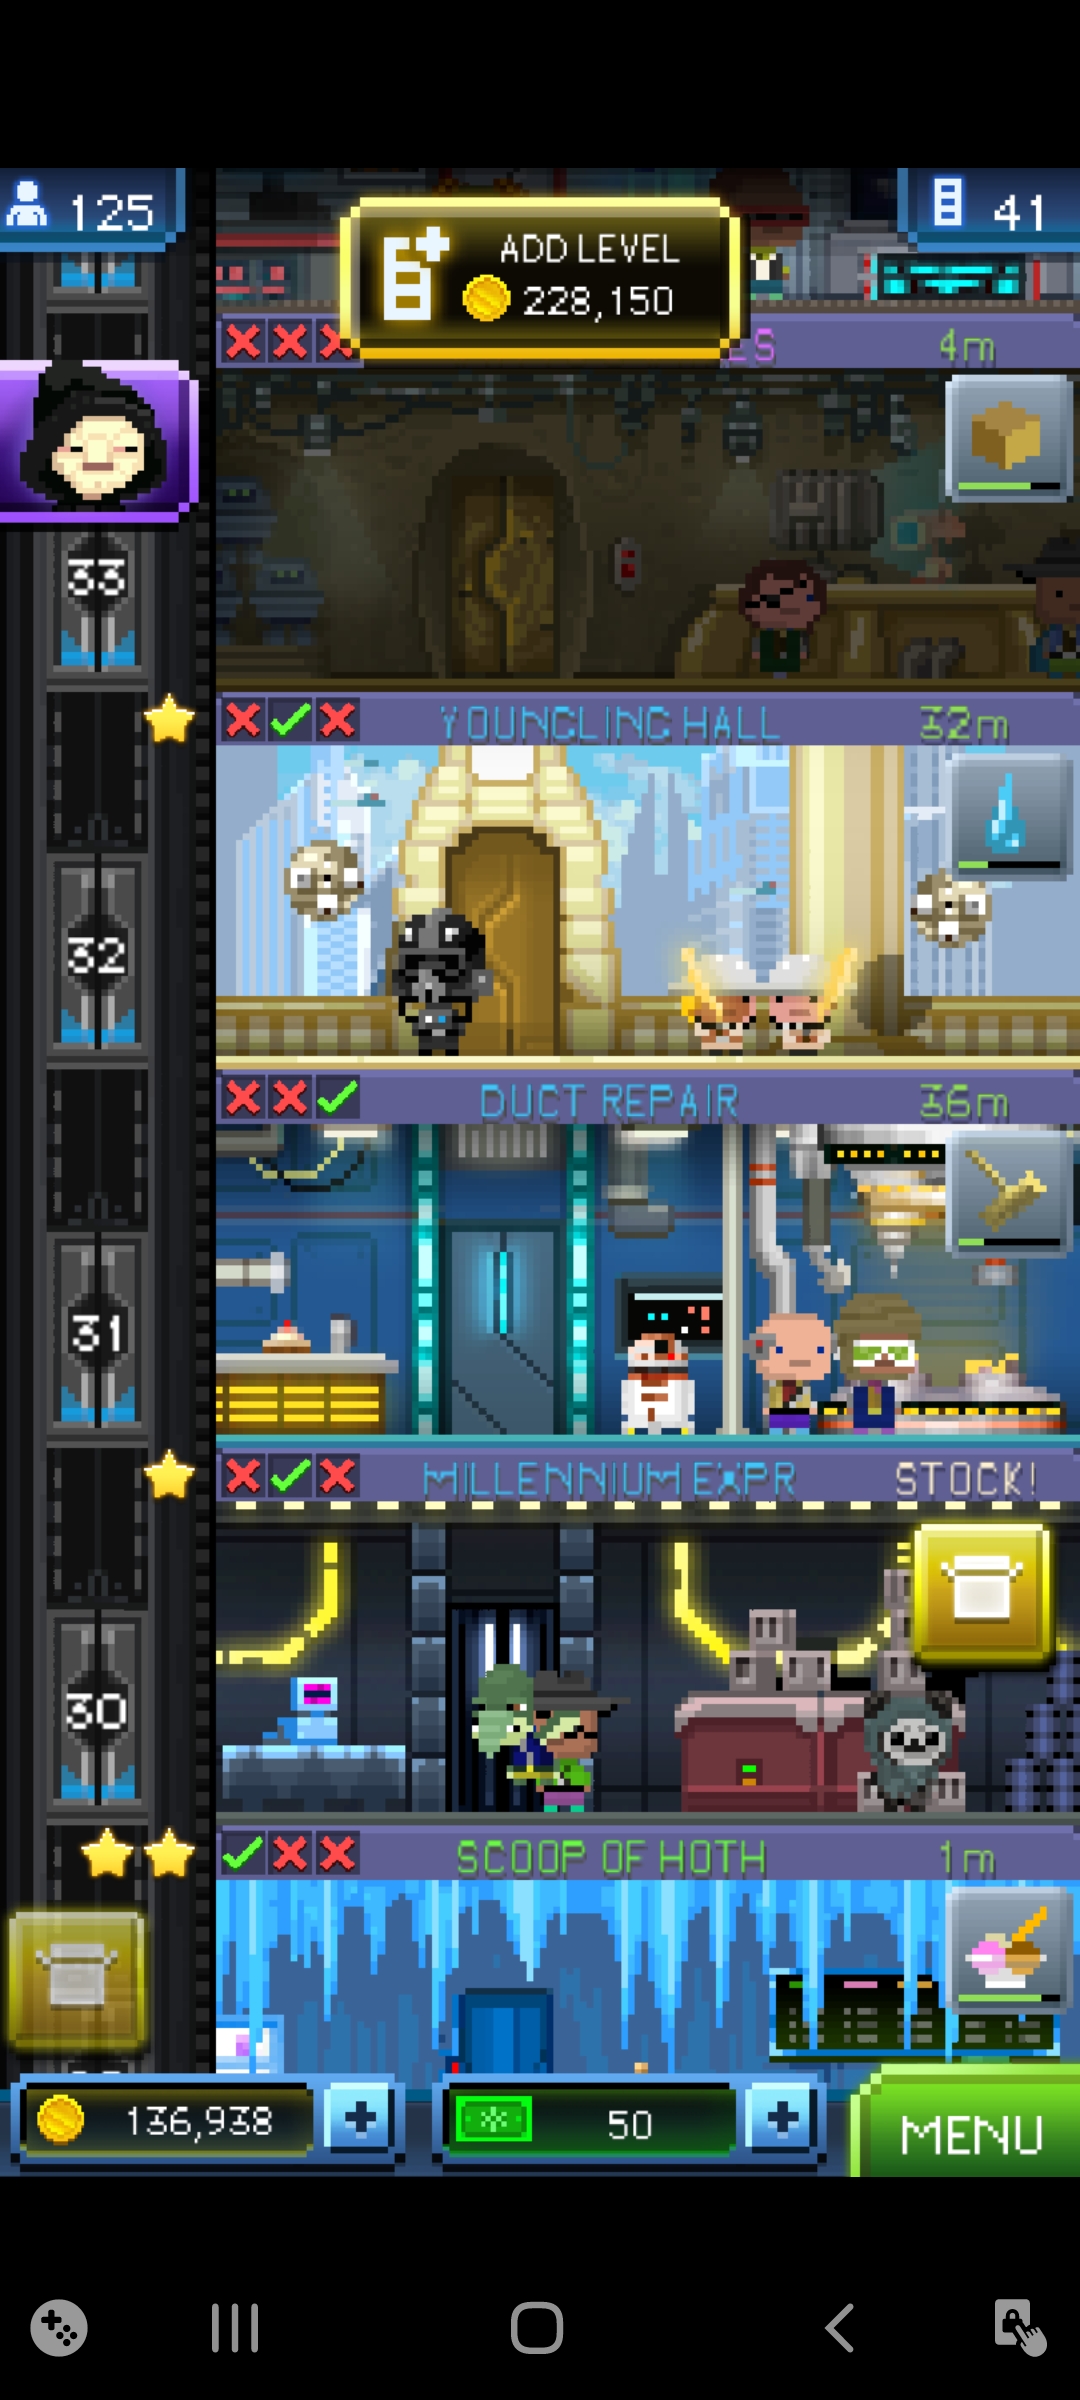 125
41
ADD LEVEL
228,150
4m
33
YOUNGLING HALL 32m
32
DUCT REPAIR 36m
31
MILLENNIUM EXPR STOCK!
30
SCOOP OF HOTH 1m
136,938 + 50 + MENU